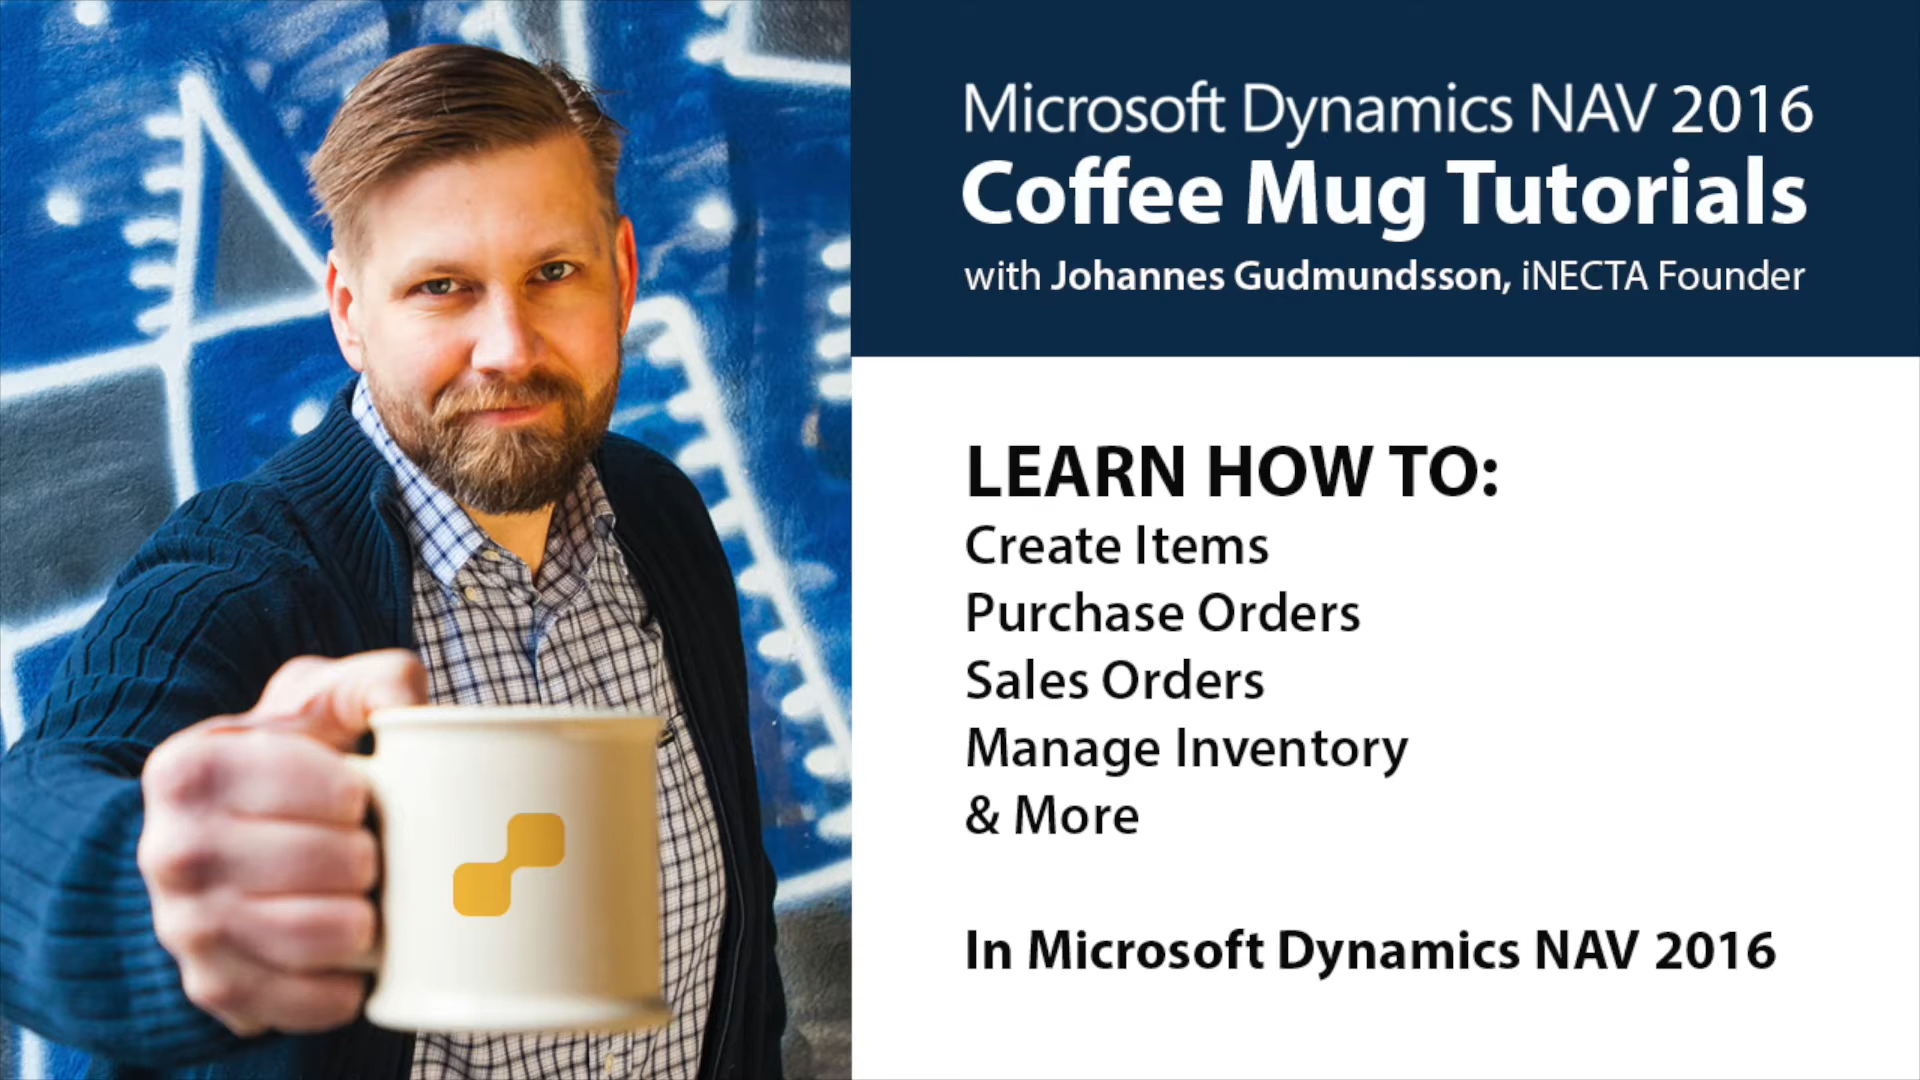 Microsoft Dynamics NAV 2016
Coffee Mug Tutorials
with Johannes Gudmundsson, iNECTA Founder
LEARN HOW TO:
Create Items
Purchase Orders
Sales Orders
Manage Inventory
& More
In Microsoft Dynamics NAV 2016